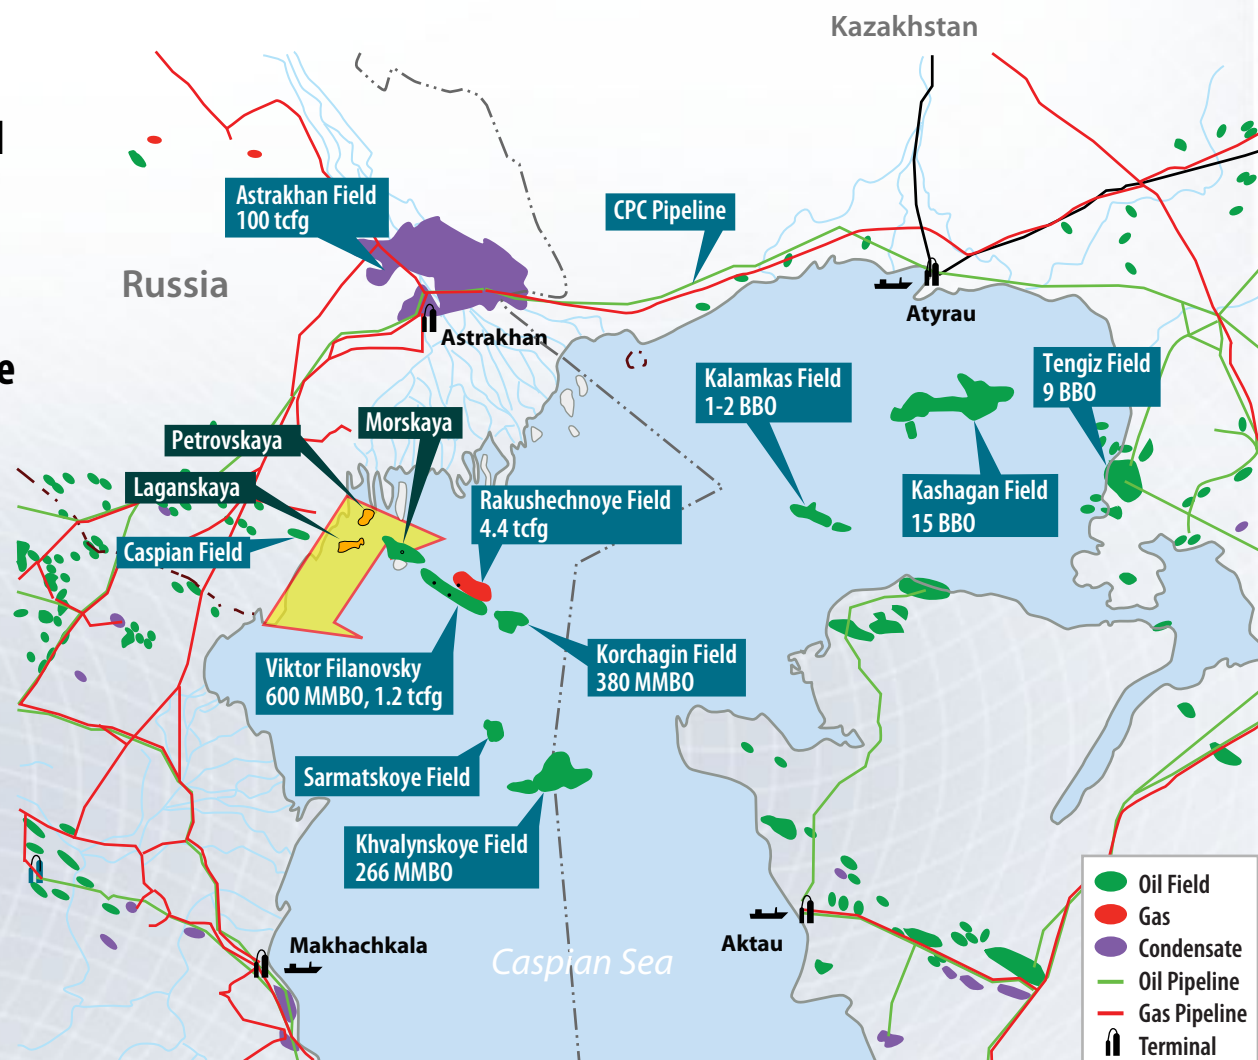 Kazakhstan
Astrakhan Field
100 tcfg
CPC Pipeline
Russia
Atyrau
Astrakhan
Tengiz Field
9 BBO
e
Kalamkas Field
1-2 BBO
Morskaya
Petrovskaya
Laganskaya
Kashagan Field
15 BBO
Rakushechnoye Field
4.4 tcfg
Caspian Field
Korchagin Field
380 MMBO
Viktor Filanovsky
600 MMBO, 1.2 tcfg
Sarmatskoye Field
Khvalynskoye Field
266 MMBO
Oil Field
Gas
Condensate
Oil Pipeline
Gas Pipeline
Terminal
Makhachkala
Aktau
Caspian Sea